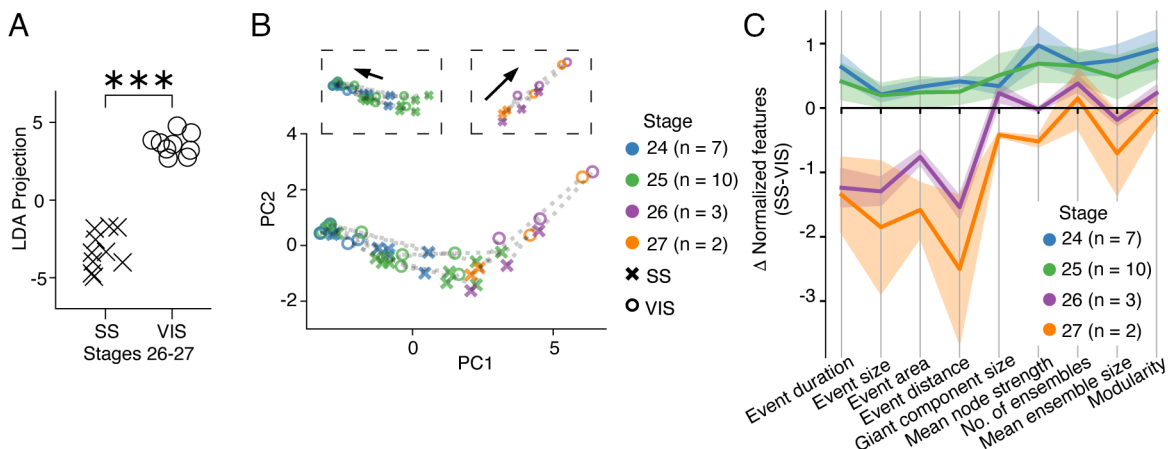 A
***
LDA Projection
5
0
-5
SS
VIS
Stages 26-27
B
4
2
0
-2
PC2
0
5
PC1
Stage
24 (n = 7)
25 (n = 10)
26 (n = 3)
27 (n = 2)
SS
VIS
C
Δ Normalized features
(SS-VIS)
1
0
-1
-2
-3
Stage
24 (n = 7)
25 (n = 10)
26 (n = 3)
27 (n = 2)
Event duration
Event size
Event area
Event distance
Giant component size
Mean node strength
No. of ensembles
Mean ensemble size
Modularity